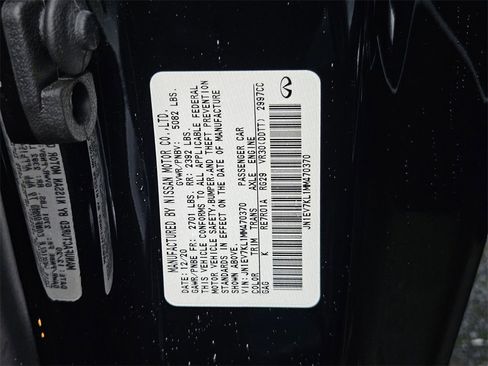 MANUFACTURED BY NISSAN MOTOR CO.,LTD.
DATE: 12/20 GVWR/PNBV: 5082 LBS.
GAWR/PNBE FR: 2701 LBS. RR: 2392 LBS.
THIS VEHICLE CONFORMS TO ALL APPLICABLE FEDERAL
MOTOR VEHICLE SAFETY,BUMPER,AND THEFT PREVENTION
STANDARDS IN EFFECT ON THE DATE OF MANUFACTURE
SHOWN ABOVE.
VIN: JN1EV7KL1MM470370 PASSENGER CAR
COLOR TRIM TRANS AXLE ENGINE
GAG K RE7R01A RG29 VR30(DDTT) 2997CC
JN1EV7KL1MM470370